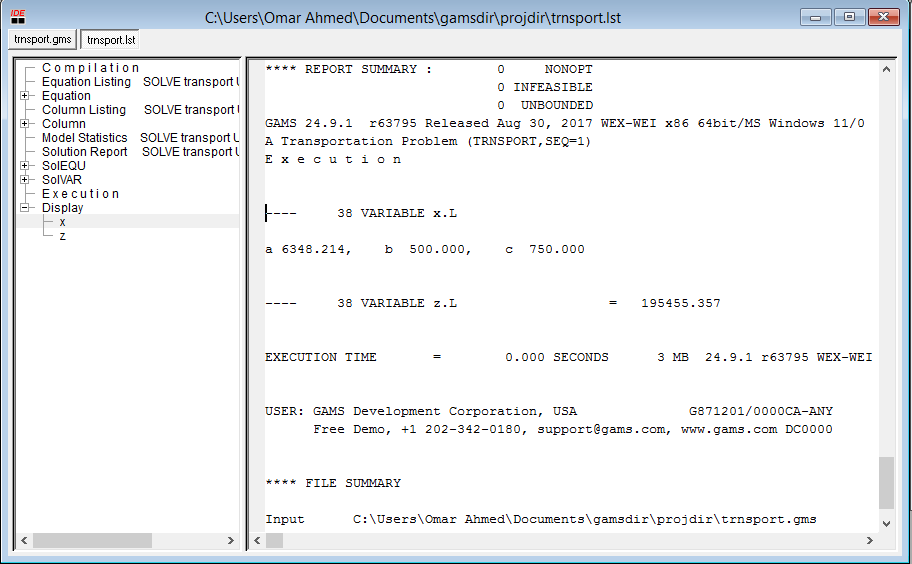 IDE
C:\Users\Omar Ahmed\Documents\gamsdir\projdir\trnsport.lst
trnsport.gms trnsport.lst
C o m p i l a t i o n
Equation Listing SOLVE transport U
Equation
Column Listing SOLVE transport U
Column
Model Statistics SOLVE transport U
Solution Report SOLVE transport U
SolEQU
SolVAR
E x e c u t i o n
Display
x
z
**** REPORT SUMMARY : 0 NONOPT
0 INFEASIBLE
0 UNBOUNDED
GAMS 24.9.1 r63795 Released Aug 30, 2017 WEX-WEI x86 64bit/MS Windows 11/0
A Transportation Problem (TRNSPORT,SEQ=1)
E x e c u t i o n
---- 38 VARIABLE x.L
a 6348.214, b 500.000, c 750.000
---- 38 VARIABLE z.L = 195455.357
EXECUTION TIME = 0.000 SECONDS 3 MB 24.9.1 r63795 WEX-WEI
USER: GAMS Development Corporation, USA G871201/0000CA-ANY
Free Demo, +1 202-342-0180, support@gams.com, www.gams.com DC0000
**** FILE SUMMARY
Input C:\Users\Omar Ahmed\Documents\gamsdir\projdir\trnsport.gms